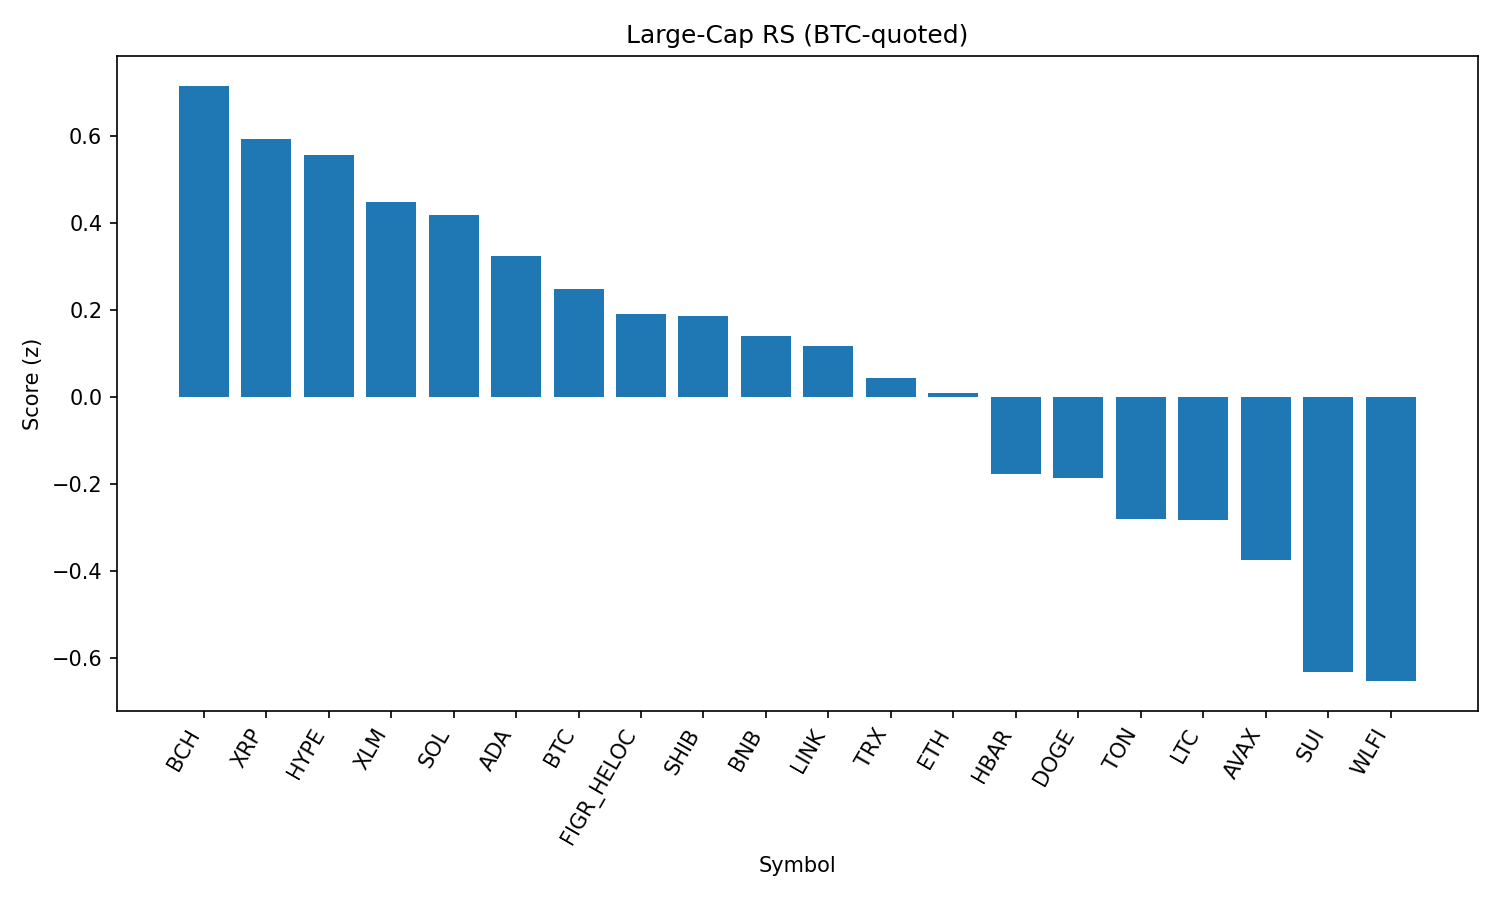 Large-Cap RS (BTC-quoted)
Score (z)
0.6
0.4
0.2
0.0
−0.2
−0.4
−0.6
BCH
XRP
HYPE
XLM
SOL
ADA
BTC
FIGR_HELOC
SHIB
BNB
LINK
TRX
ETH
HBAR
DOGE
TON
LTC
AVAX
SUI
WLFI
Symbol